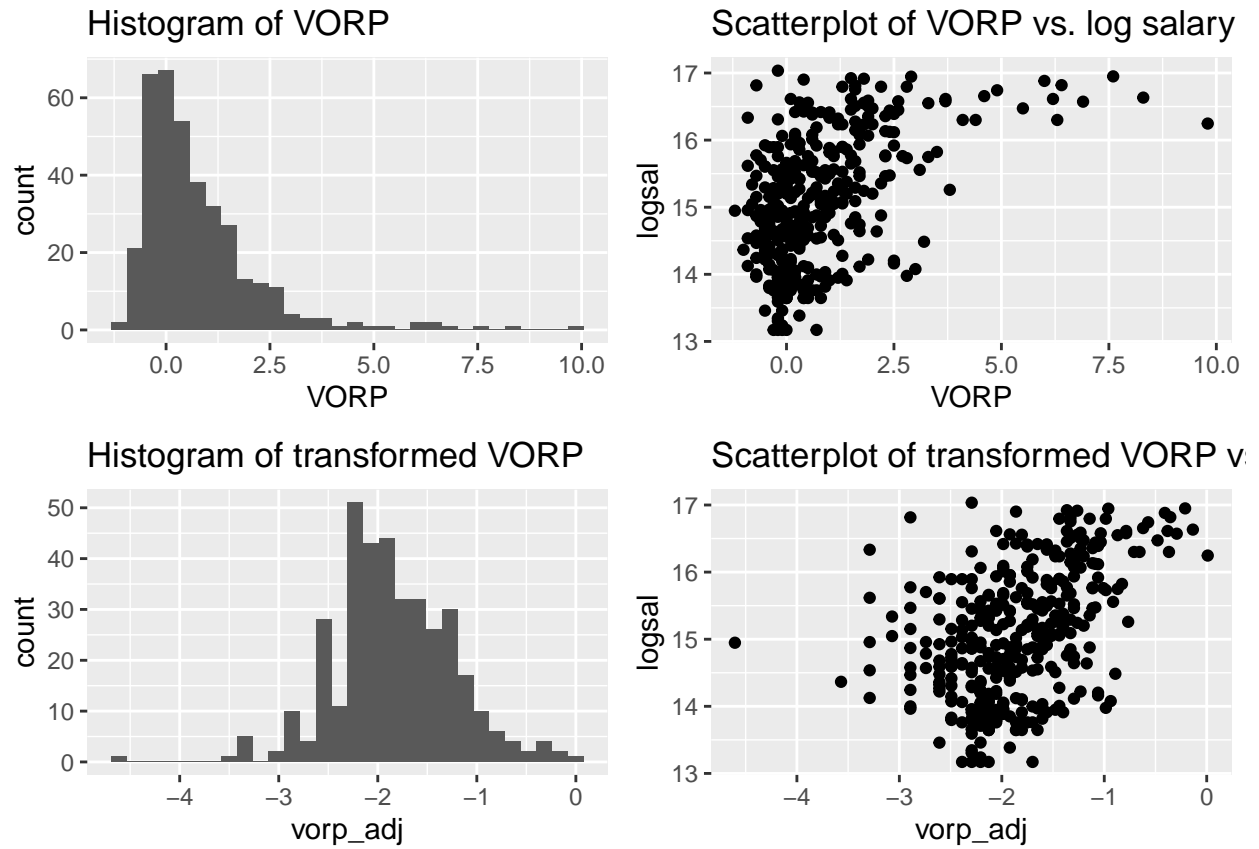 Histogram of VORP
60
40
20
0
count
0.0 2.5 5.0 7.5 10.0
VORP
Scatterplot of VORP vs. log salary
17
16
15
14
13
logsal
0.0 2.5 5.0 7.5 10.0
VORP
Histogram of transformed VORP
50
40
30
20
10
0
count
−4 −3 −2 −1 0
vorp_adj
Scatterplot of transformed VORP vs
17
16
15
14
13
logsal
−4 −3 −2 −1 0
vorp_adj